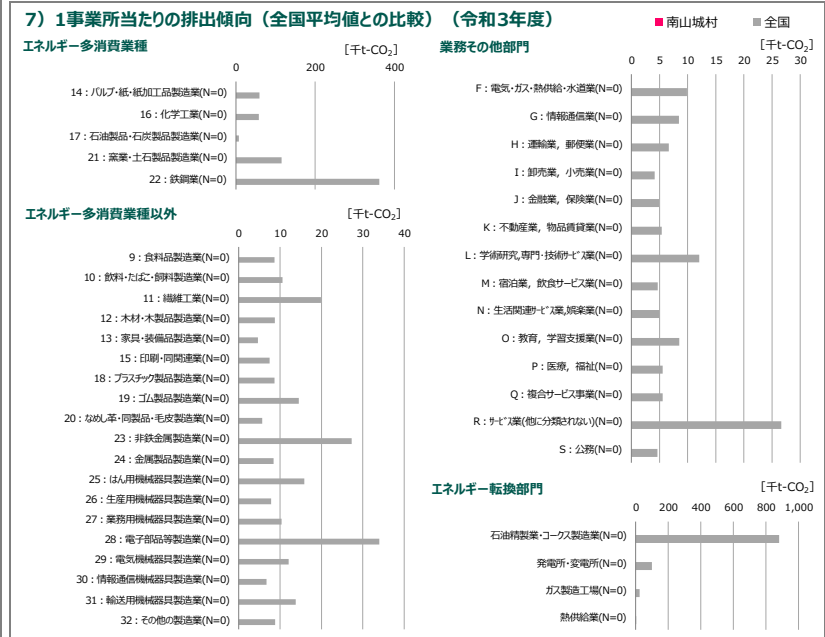 7）1事業所当たりの排出傾向（全国平均値との比較）（令和3年度）
■南山城村 ■全国
エネルギー多消費業種
[千t-CO₂]
0 200 400
14：パルプ・紙・紙加工品製造業(N=0)
16：化学工業(N=0)
17：石油製品・石炭製品製造業(N=0)
21：窯業・土石製品製造業(N=0)
22：鉄鋼業(N=0)
エネルギー多消費業種以外
[千t-CO₂]
0 10 20 30 40
9：食料品製造業(N=0)
10：飲料・たばこ・飼料製造業(N=0)
11：繊維工業(N=0)
12：木材・木製品製造業(N=0)
13：家具・装備品製造業(N=0)
15：印刷・同関連業(N=0)
18：プラスチック製品製造業(N=0)
19：ゴム製品製造業(N=0)
20：なめし革・同製品・毛皮製造業(N=0)
23：非鉄金属製造業(N=0)
24：金属製品製造業(N=0)
25：はん用機械器具製造業(N=0)
26：生産用機械器具製造業(N=0)
27：業務用機械器具製造業(N=0)
28：電子部品等製造業(N=0)
29：電気機械器具製造業(N=0)
30：情報通信機械器具製造業(N=0)
31：輸送用機械器具製造業(N=0)
32：その他の製造業(N=0)
業務その他部門
[千t-CO₂]
0 5 10 15 20 25 30
F：電気・ガス・熱供給・水道業(N=0)
G：情報通信業(N=0)
H：運輸業，郵便業(N=0)
I：卸売業，小売業(N=0)
J：金融業，保険業(N=0)
K：不動産業，物品賃貸業(N=0)
L：学術研究,専門・技術ｻｰﾋﾞｽ業(N=0)
M：宿泊業，飲食サービス業(N=0)
N：生活関連ｻｰﾋﾞｽ業,娯楽業(N=0)
O：教育，学習支援業(N=0)
P：医療，福祉(N=0)
Q：複合サービス事業(N=0)
R：ｻｰﾋﾞｽ業(他に分類されない)(N=0)
S：公務(N=0)
エネルギー転換部門
[千t-CO₂]
0 200 400 600 800 1,000
石油精製業・コークス製造業(N=0)
発電所・変電所(N=0)
ガス製造工場(N=0)
熱供給業(N=0)